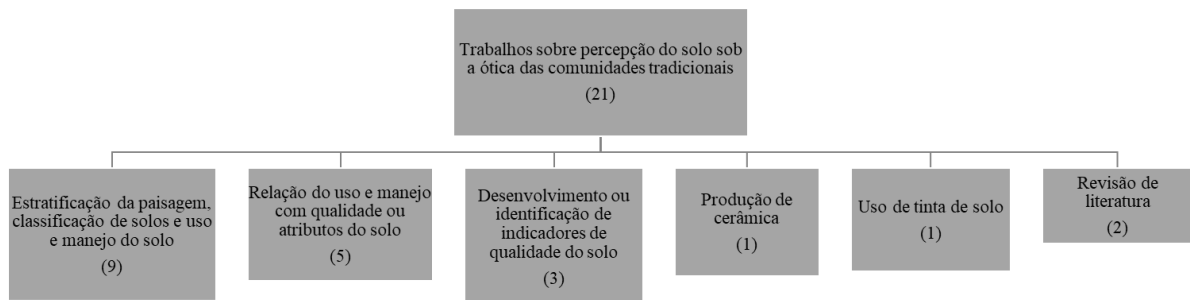 Trabalhos sobre percepção do solo sob
a ótica das comunidades tradicionais
(21)
Estratificação da paisagem,
classificação de solos e uso
e manejo do solo
(9)
Relação do uso e manejo
com qualidade ou
atributos do solo
(5)
Desenvolvimento ou
identificação de
indicadores de
qualidade do solo
(3)
Produção de
cerâmica
(1)
Uso de tinta de solo
(1)
Revisão de
literatura
(2)